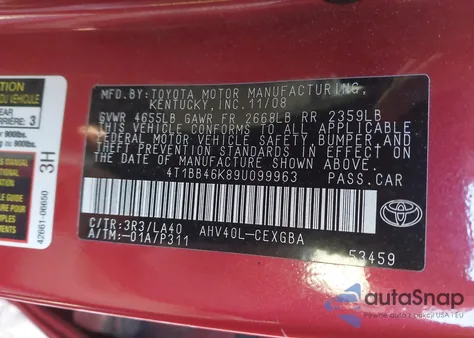 MFD.BY:TOYOTA MOTOR MANUFACTURING,
KENTUCKY,INC.11/08
GVWR 4655LB GAWR FR 2668LB RR 2359LB
THIS VEHICLE CONFORMS TO ALL APPLICABLE
FEDERAL MOTOR VEHICLE SAFETY,BUMPER,AND
THEFT PREVENTION STANDARDS IN EFFECT ON
THE DATE OF MANUFACTURE SHOWN ABOVE.
4T1BB46K89U099963 PASS.CAR
C/TR:3R3/LA40 AHV40L-CEXGBA
A/TM:-01A/P311
TOYOTA
53459
3H
42661-06650
autoSnap